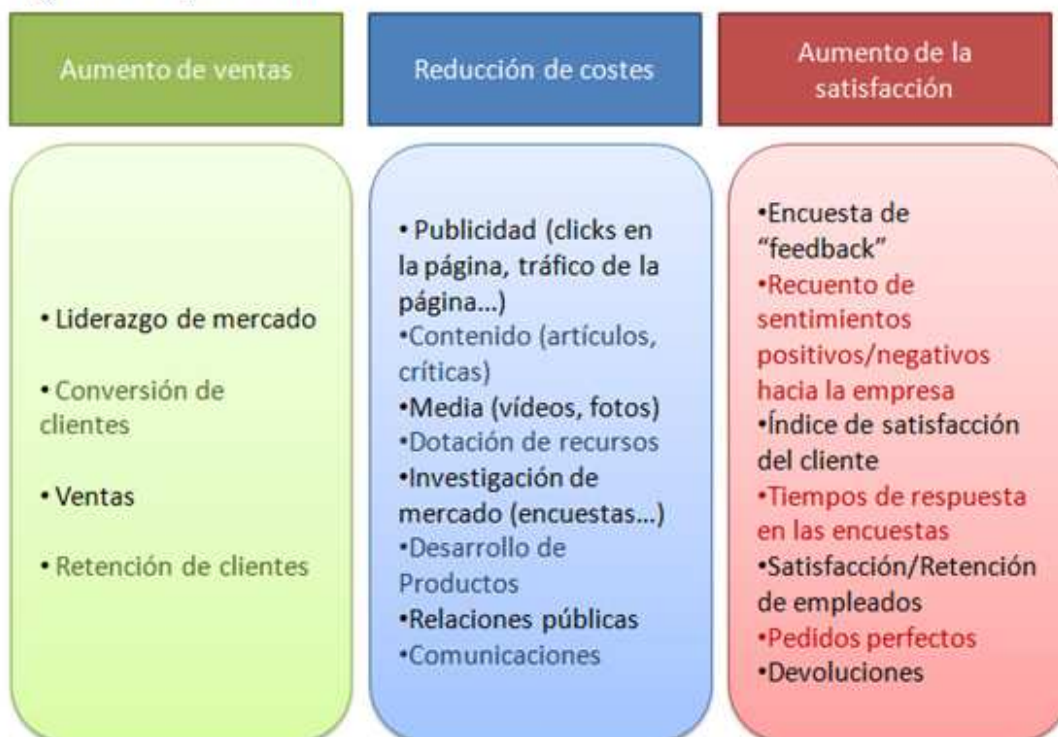 Aumento de ventas
Reducción de costes
Aumento de la
satisfacción
• Liderazgo de mercado
• Conversión de
clientes
• Ventas
• Retención de clientes
• Publicidad (clicks en
la página, tráfico de la
página...)
•Contenido (artículos,
críticas)
•Media (vídeos, fotos)
•Dotación de recursos
•Investigación de
mercado (encuestas...)
•Desarrollo de
Productos
•Relaciones públicas
•Comunicaciones
•Encuesta de
“feedback”
•Recuento de
sentimientos
positivos/negativos
hacia la empresa
•Índice de satisfacción
del cliente
•Tiempos de respuesta
en las encuestas
•Satisfacción/Retención
de empleados
•Pedidos perfectos
•Devoluciones